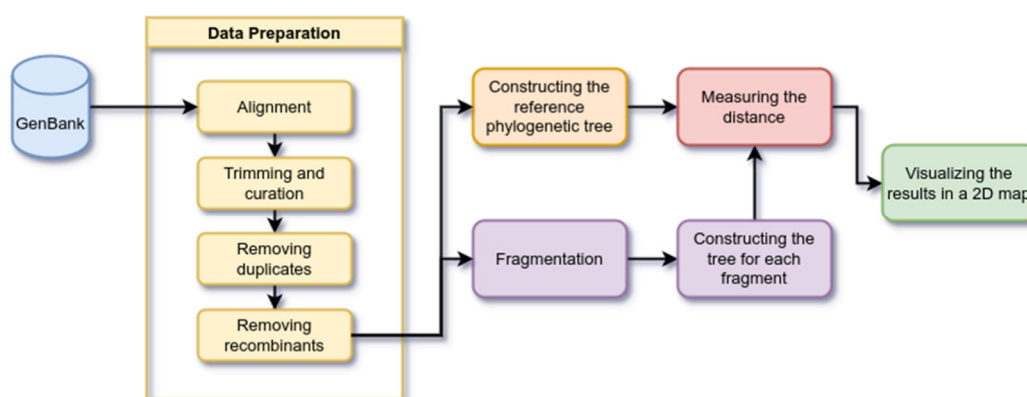 Data Preparation
GenBank
Alignment
Trimming and
curation
Removing
duplicates
Removing
recombinants
Constructing the
reference
phylogenetic tree
Fragmentation
Measuring the
distance
Constructing the
tree for each
fragment
Visualizing the
results in a 2D map